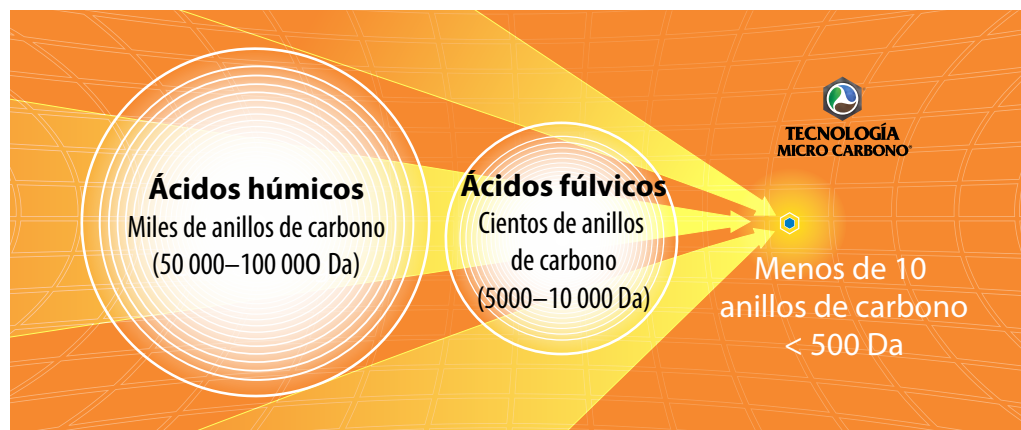 Ácidos húmicos
Miles de anillos de carbono
(50 000–100 00O Da)
Ácidos fúlvicos
Cientos de anillos
de carbono
(5000–10 000 Da)
TECNOLOGÍA
MICRO CARBONO®
Menos de 10
anillos de carbono
< 500 Da